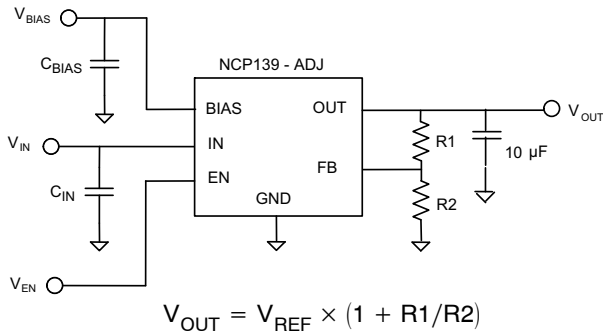 V_BIAS
C_BIAS
NCP139 - ADJ
BIAS
OUT
V_OUT
V_IN
IN
R1
10 µF
C_IN
EN
FB
R2
GND
V_EN
V_OUT = V_REF × (1 + R1/R2)